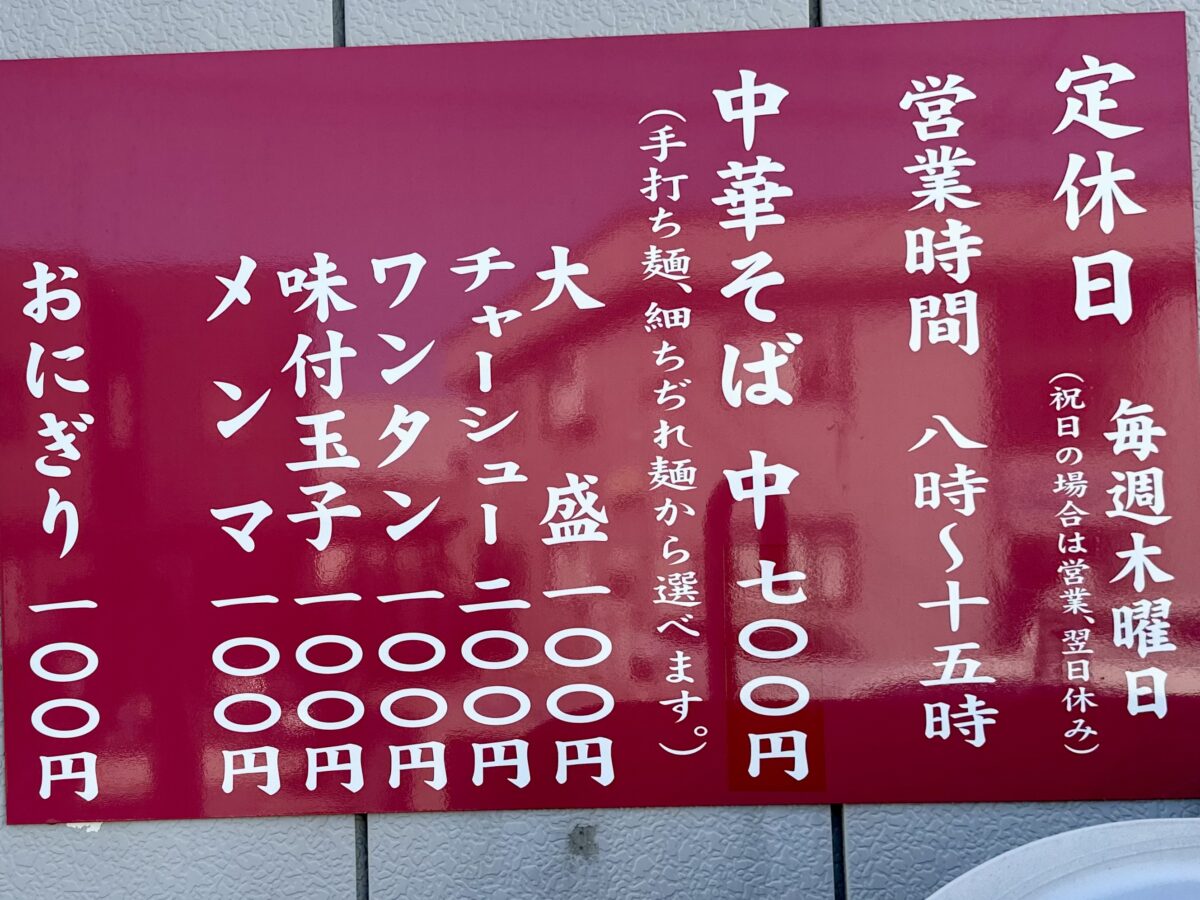 定休日 毎週木曜日
(祝日の場合は営業、翌日休み)
営業時間 八時~十五時
中華そば 中 七〇〇円
(手打ち麺、細ちぢれ麺から選べます。)
大盛 一〇〇円
チャーシュー 二〇〇円
ワンタン 一〇〇円
味付玉子 一〇〇円
メンマ 一〇〇円
おにぎり 一〇〇円